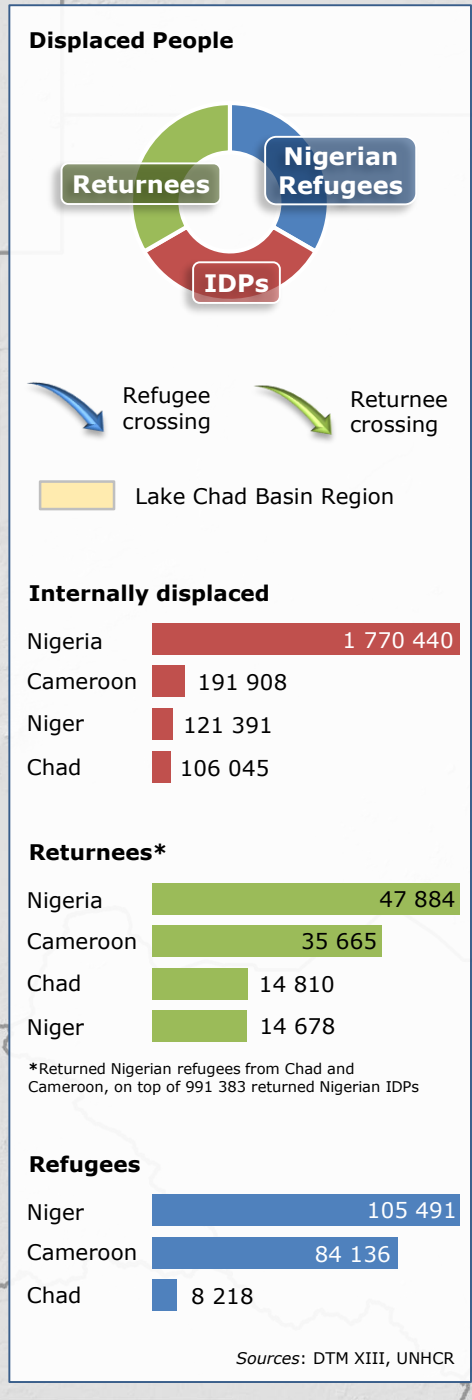 Displaced People
Nigerian
Refugees
Returnees
IDPs
Refugee
crossing
Returnee
crossing
Lake Chad Basin Region
Internally displaced
Nigeria 1 770 440
Cameroon 191 908
Niger 121 391
Chad 106 045
Returnees*
Nigeria 47 884
Cameroon 35 665
Chad 14 810
Niger 14 678
*Returned Nigerian refugees from Chad and
Cameroon, on top of 991 383 returned Nigerian IDPs
Refugees
Niger 105 491
Cameroon 84 136
Chad 8 218
Sources: DTM XIII, UNHCR